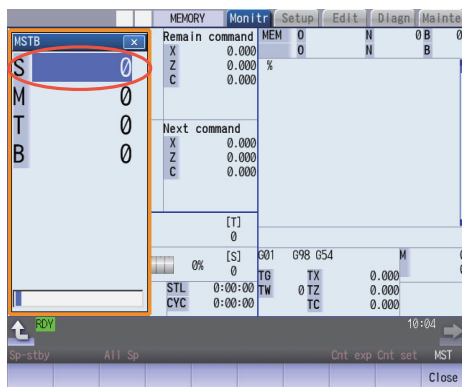 MEMORY Monitr Setup Edit Diagn Mainte
MSTB x
S 0
M 0
T 0
B 0
Remain command
X 0.000
Z 0.000
C 0.000
Next command
X 0.000
Z 0.000
C 0.000
MEM O N 0 B 0
O N B
%
[T]
0
[S]
0% 0
STL 0:00:00
CYC 0:00:00
G01 G98 G54 M
TG TX 0.000
TW 0 TZ 0.000
TC 0.000
RDY 10:04
Sp-stby All Sp Cnt exp Cnt set MST
Close